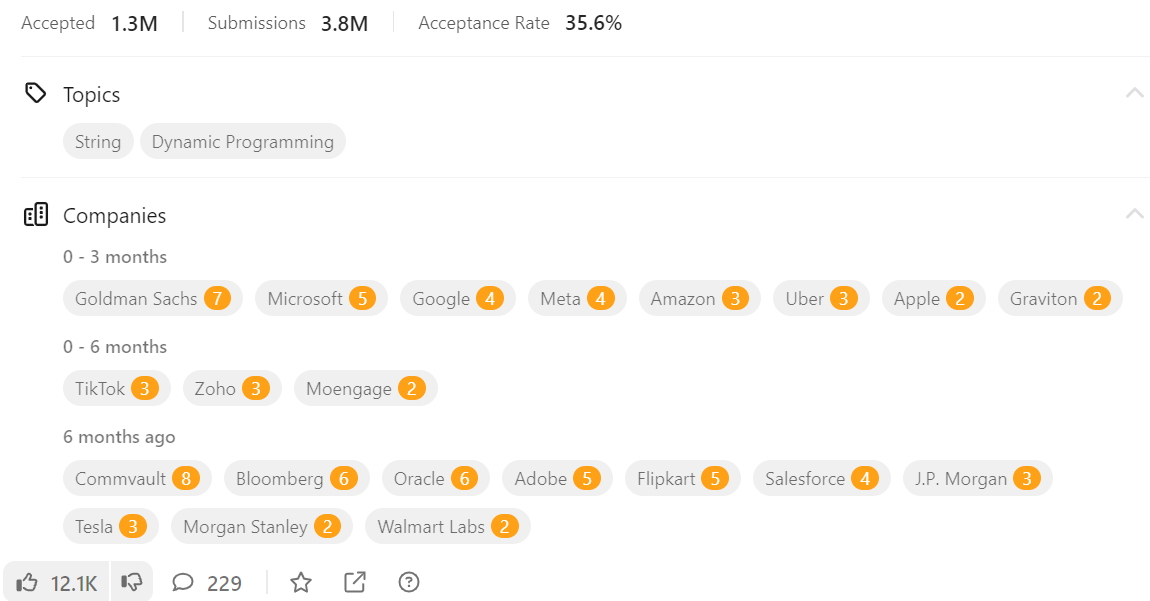 Accepted 1.3M Submissions 3.8M Acceptance Rate 35.6%
Topics
String Dynamic Programming
Companies
0 - 3 months
Goldman Sachs 7 Microsoft 5 Google 4 Meta 4 Amazon 3 Uber 3 Apple 2 Graviton 2
0 - 6 months
TikTok 3 Zoho 3 Moengage 2
6 months ago
Commvault 8 Bloomberg 6 Oracle 6 Adobe 5 Flipkart 5 Salesforce 4 J.P. Morgan 3
Tesla 3 Morgan Stanley 2 Walmart Labs 2
12.1K 229